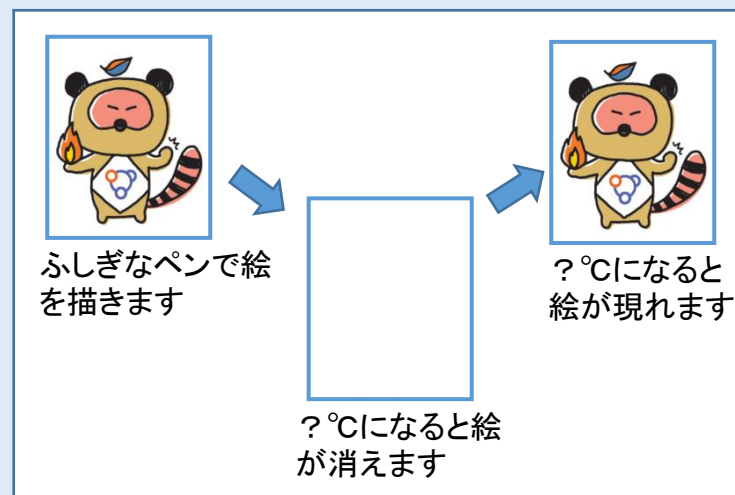 ふしぎなペンで絵
を描きます
？℃になると絵
が消えます
？℃になると
絵が現れます